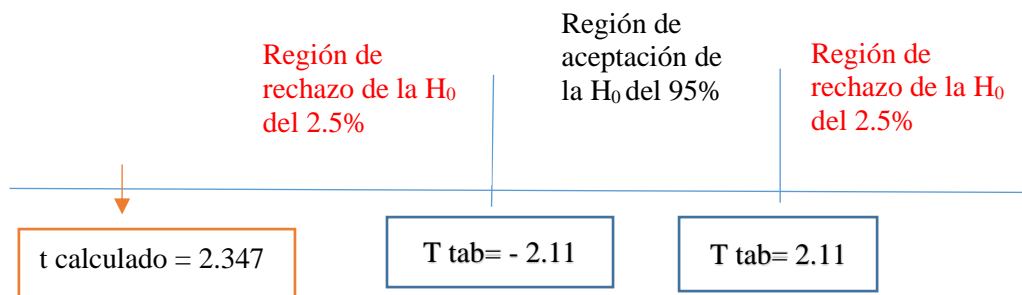 Región de
rechazo de la H₀
del 2.5%
Región de
aceptación de
la H₀ del 95%
Región de
rechazo de la H₀
del 2.5%
t calculado = 2.347
T tab= - 2.11
T tab= 2.11